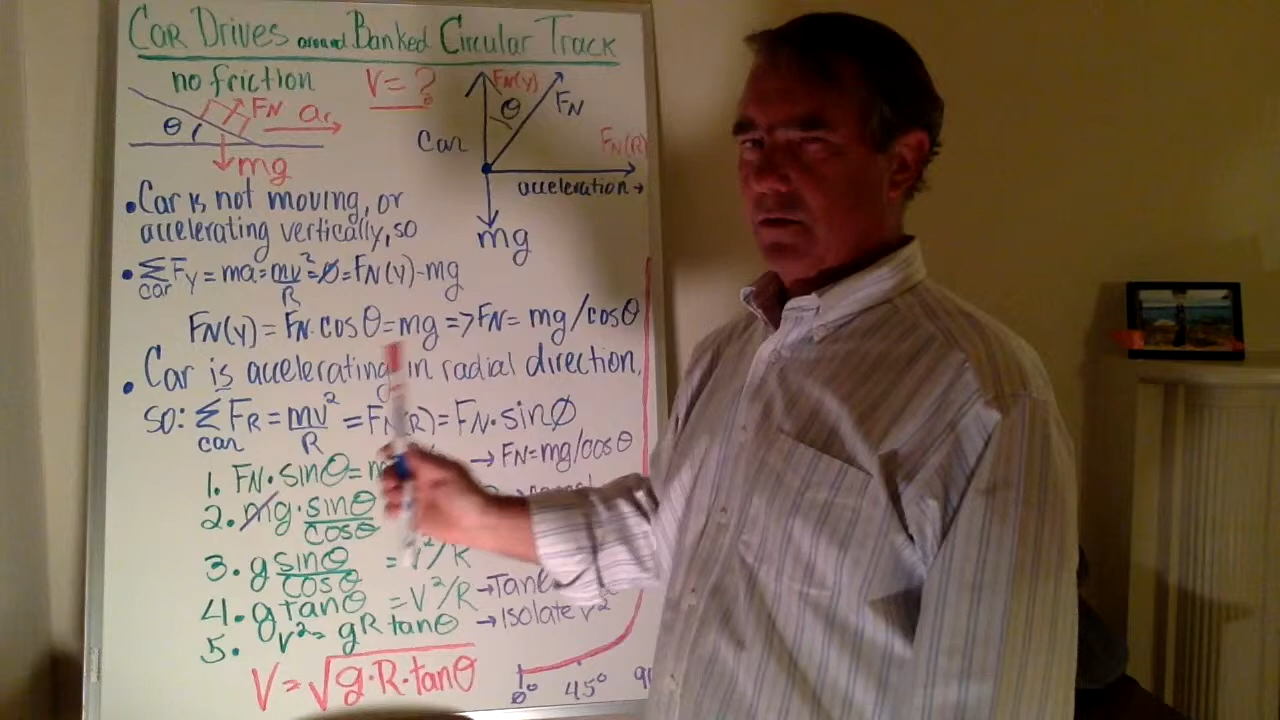 Car Drives around Banked Circular Track
no friction
V = ?
FN(Y)
θ
FN
FN ac
θ
Car
FN(R)
mg
acceleration →
mg
• Car is not moving, or
accelerating vertically, so
• Σ Fy = ma = mv²/R = 0 = FN(Y) - mg
car
FN(Y) = FN·cosθ = mg => FN = mg/cosθ
• Car is accelerating in radial direction,
so: Σ FR = mv²/R = FN(R) = FN·sinØ
car
1. FN·sinθ = m → FN = mg/cosθ
2. mg·sinθ/cosθ
3. g sinθ/cosθ = V²/R
4. g tanθ = V²/R → Tan
5. V² = gR tanθ → Isolate v²
V = √g·R·tanθ
0° 45° 9